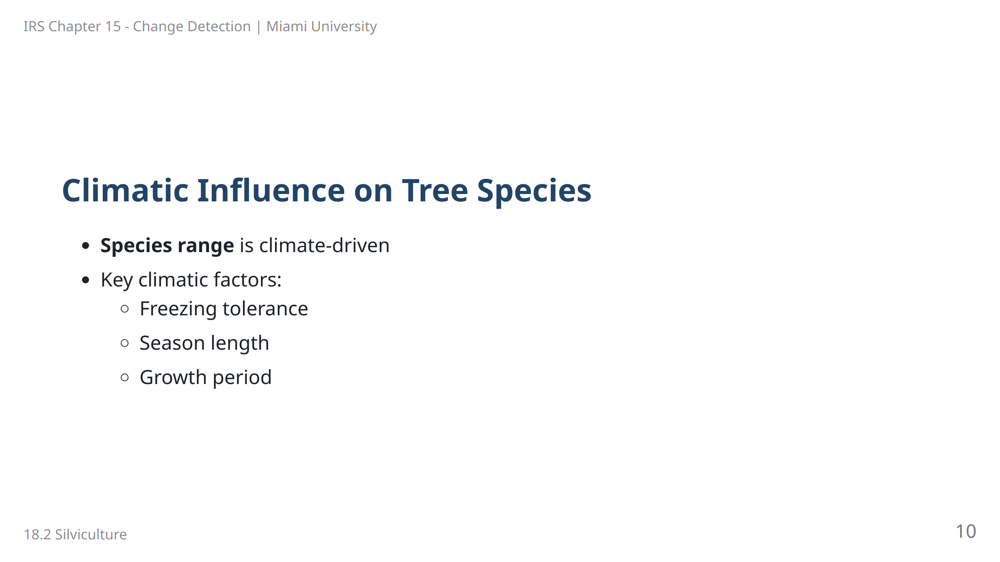 IRS Chapter 15 - Change Detection | Miami University
Climatic Influence on Tree Species
Species range is climate-driven
Key climatic factors:
Freezing tolerance
Season length
Growth period
18.2 Silviculture
10